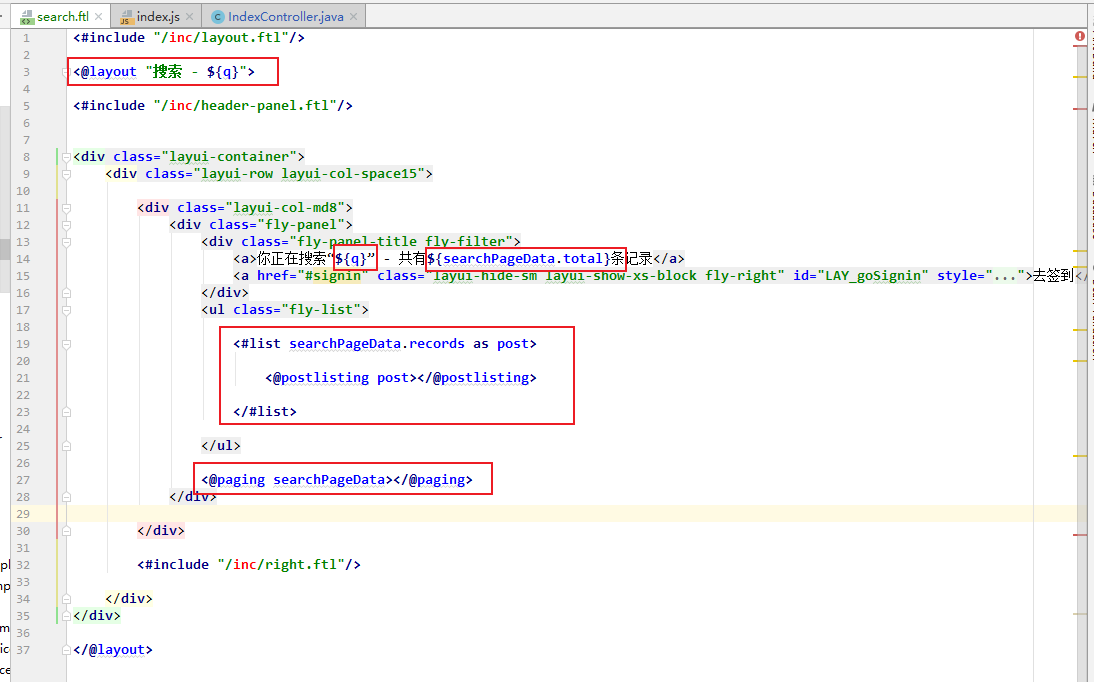 search.ftl index.js IndexController.java
1 <#include "/inc/layout.ftl"/>
2
3 <@layout "搜索 - ${q}">
4
5 <#include "/inc/header-panel.ftl"/>
6
7
8 <div class="layui-container">
9 <div class="layui-row layui-col-space15">
10
11 <div class="layui-col-md8">
12 <div class="fly-panel">
13 <div class="fly-panel-title fly-filter">
14 <a>你正在搜索“${q}” - 共有${searchPageData.total}条记录</a>
15 <a href="#signin" class="layui-hide-sm layui-show-xs-block fly-right" id="LAY_goSignin" style="...">去签到</
16 </div>
17 <ul class="fly-list">
18
19 <#list searchPageData.records as post>
20
21 <@postlisting post></@postlisting>
22
23 </#list>
24
25 </ul>
26
27 <@paging searchPageData></@paging>
28 </div>
29
30 </div>
31
32 <#include "/inc/right.ftl"/>
33
34 </div>
35 </div>
36
37 </@layout>